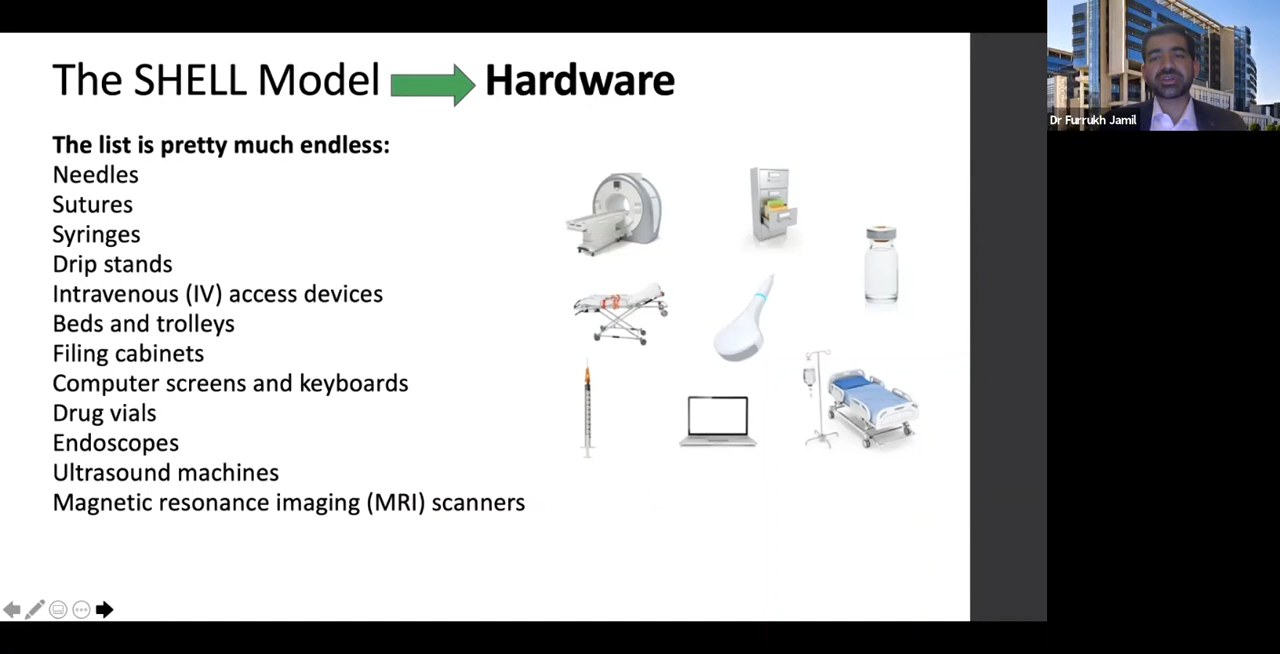 The SHELL Model Hardware
The list is pretty much endless:
Needles
Sutures
Syringes
Drip stands
Intravenous (IV) access devices
Beds and trolleys
Filing cabinets
Computer screens and keyboards
Drug vials
Endoscopes
Ultrasound machines
Magnetic resonance imaging (MRI) scanners
Dr Furrukh Jamil